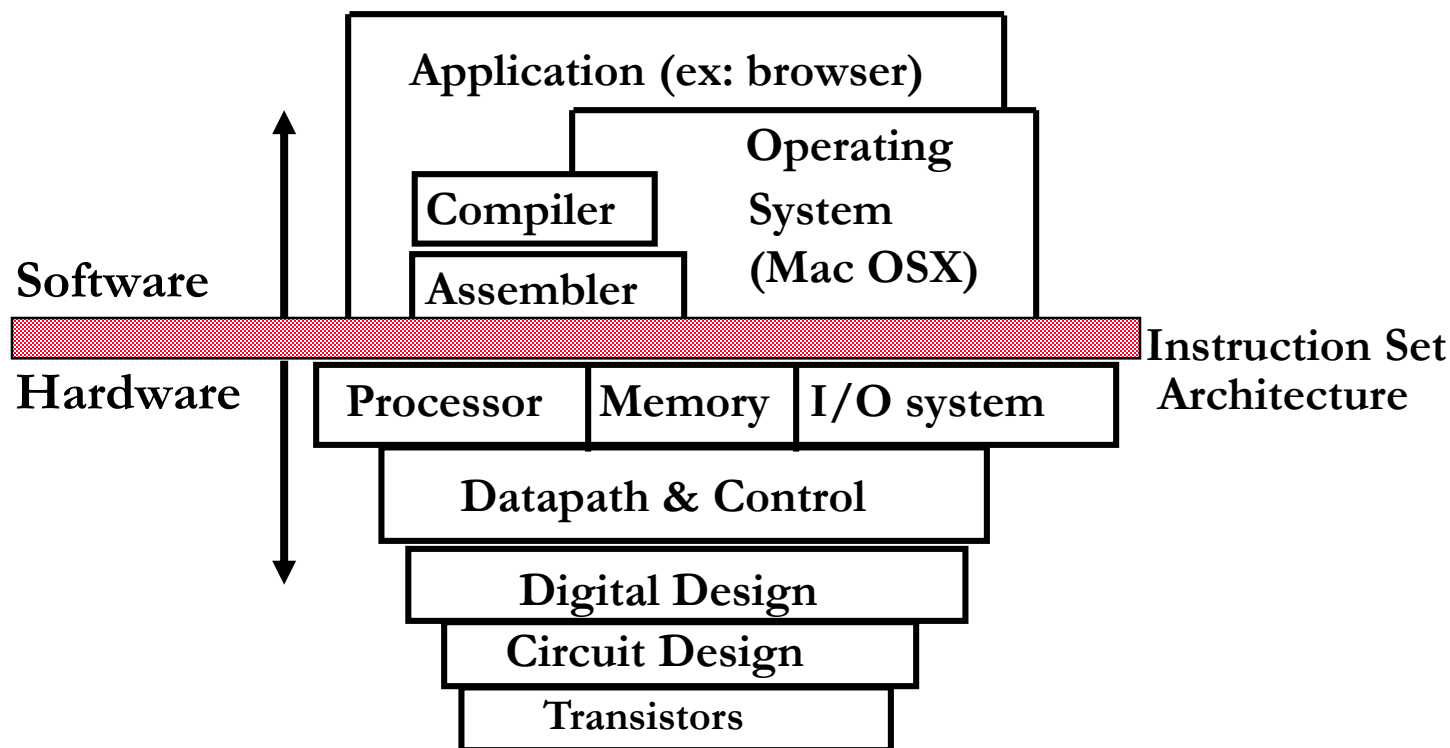 Application (ex: browser)
Operating
System
(Mac OSX)
Compiler
Assembler
Software
Instruction Set
Architecture
Hardware
Processor
Memory
I/O system
Datapath & Control
Digital Design
Circuit Design
Transistors